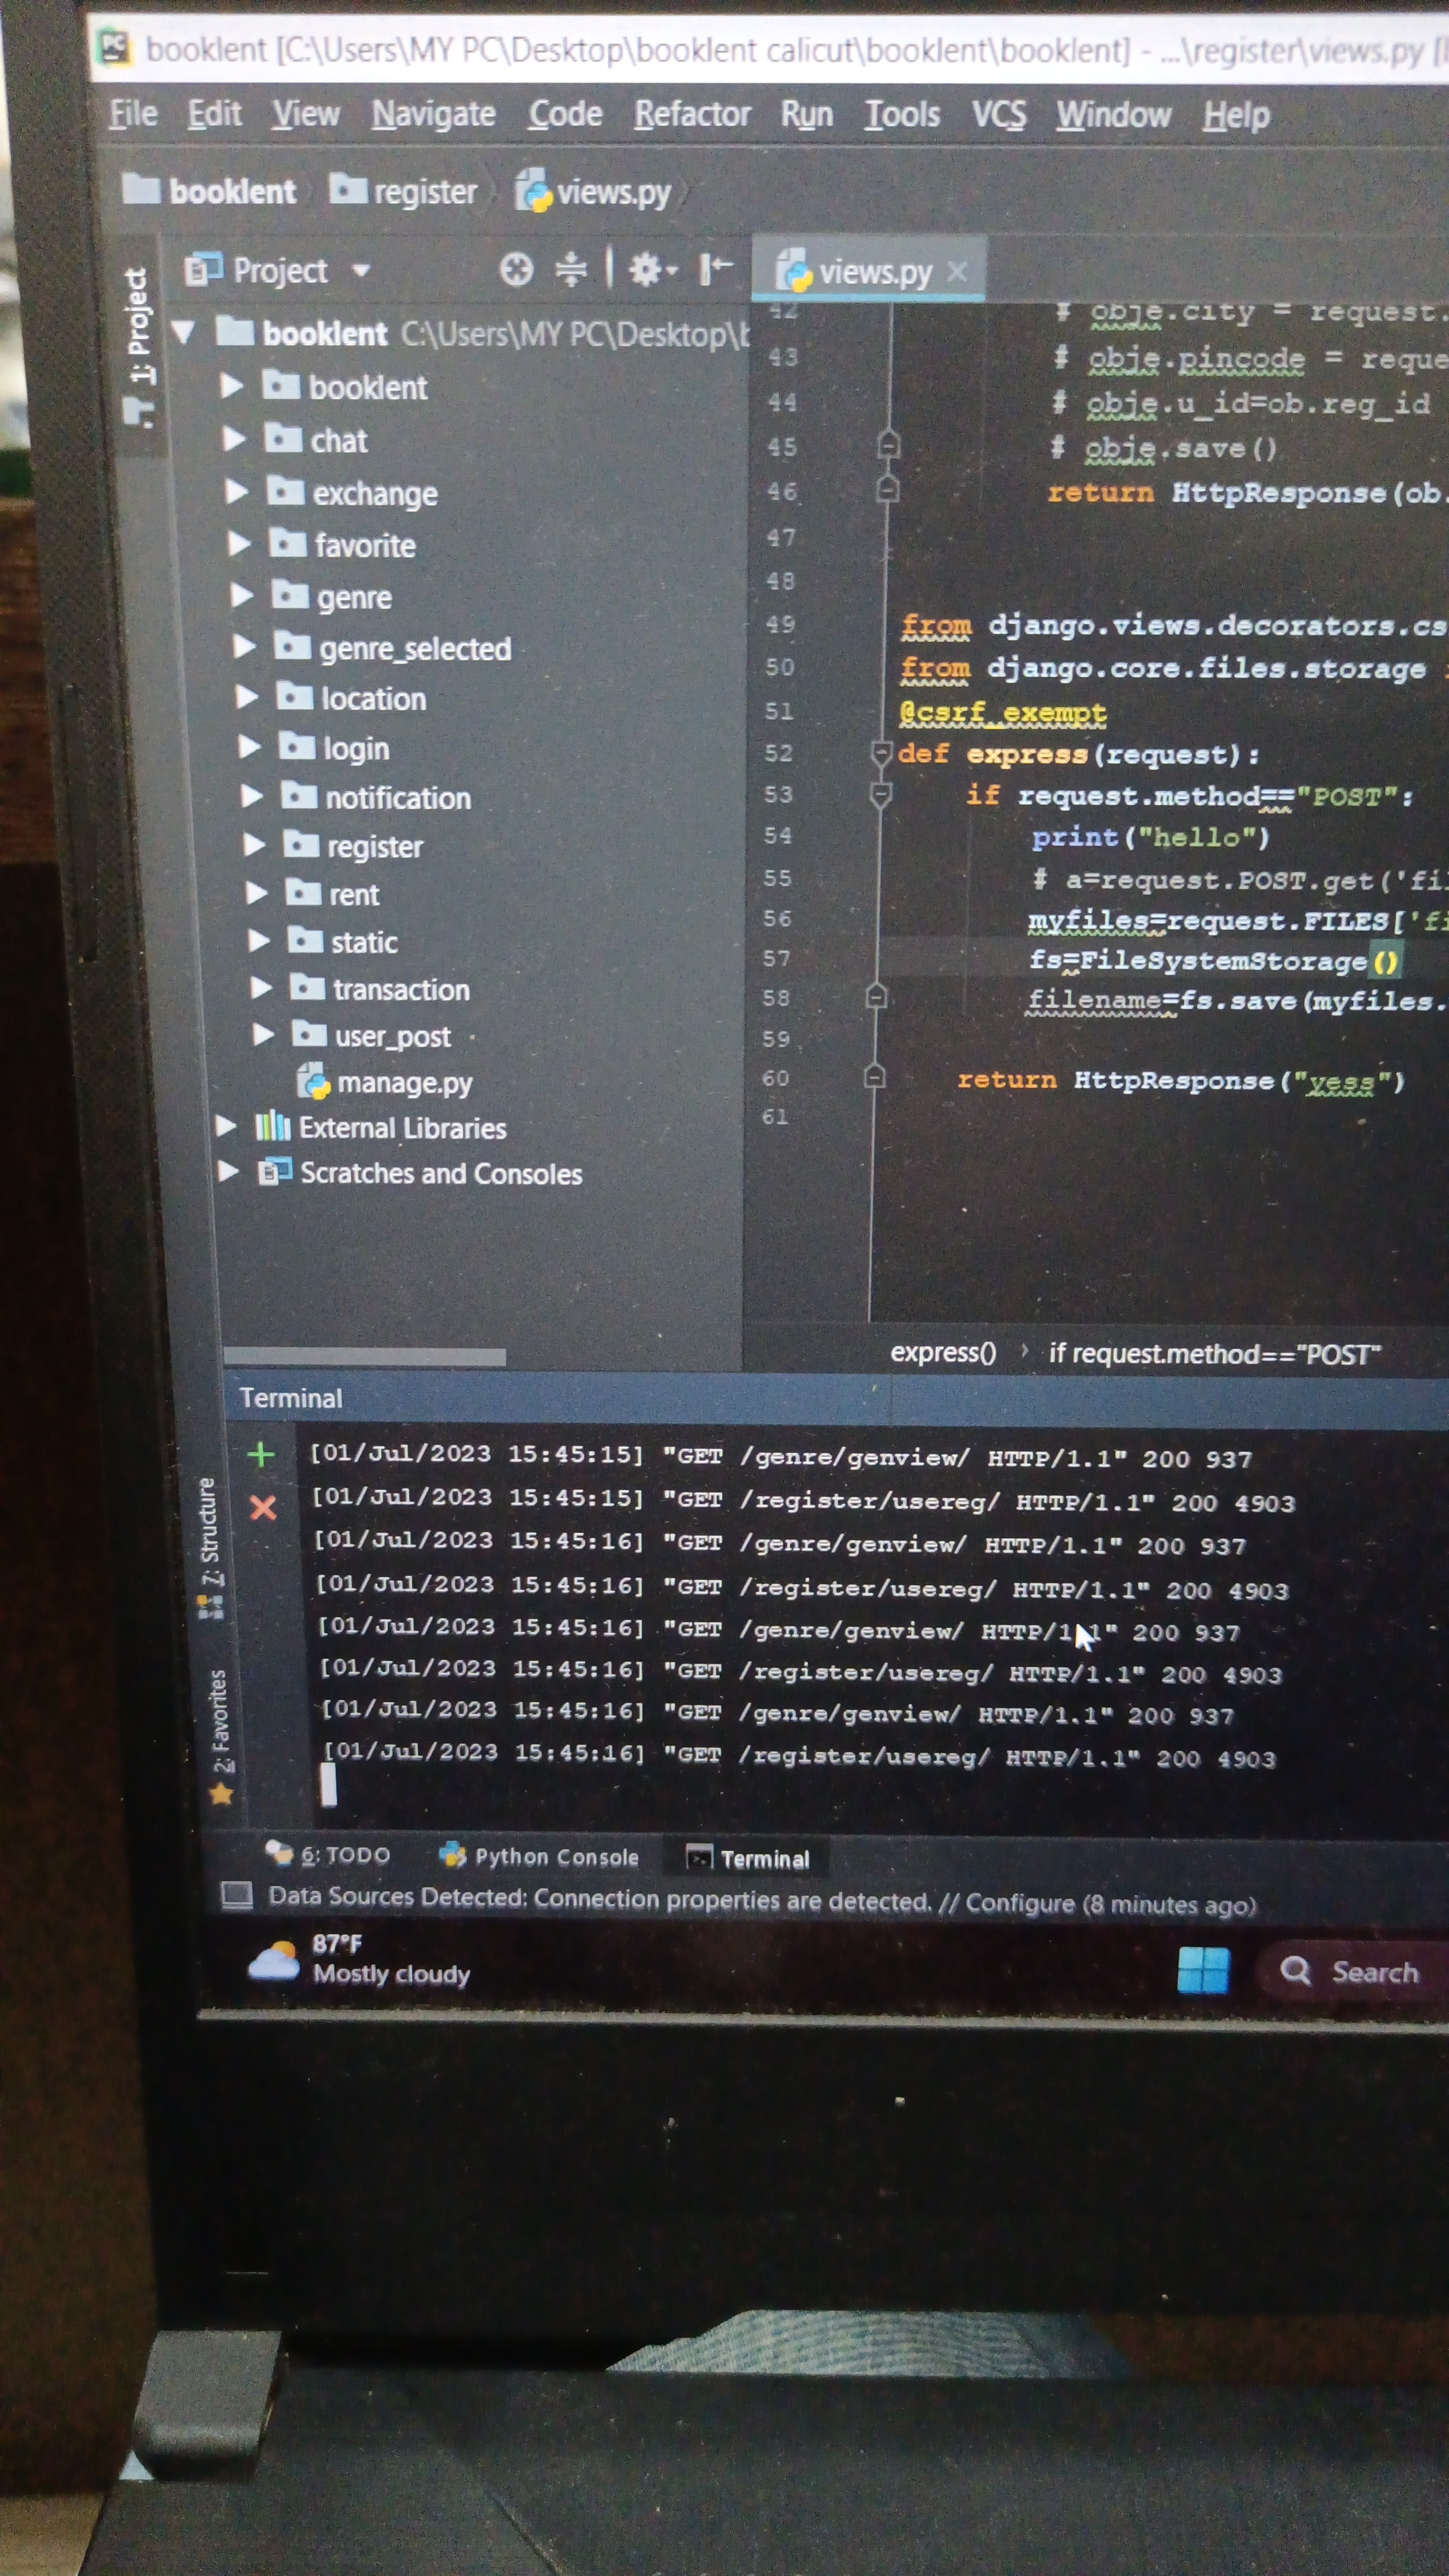 booklent [C:\Users\MY PC\Desktop\booklent calicut\booklent\booklent] - ...\register\views.py
File Edit View Navigate Code Refactor Run Tools VCS Window Help
booklent register views.py
1: Project
Project
views.py
booklent C:\Users\MY PC\Desktop\
booklent
chat
exchange
favorite
genre
genre_selected
location
login
notification
register
rent
static
transaction
user_post
manage.py
External Libraries
Scratches and Consoles
42 # obje.city = request.
43 # obje.pincode = reque
44 # obje.u_id=ob.reg_id
45 # obje.save()
46 return HttpResponse(ob.
47
48
49 from django.views.decorators.cs
50 from django.core.files.storage
51 @csrf_exempt
52 def express(request):
53 if request.method=="POST":
54 print("hello")
55 # a=request.POST.get('fi
56 myfiles=request.FILES['fi
57 fs=FileSystemStorage()
58 filename=fs.save(myfiles.
59
60 return HttpResponse("yess")
61
express() › if request.method=="POST"
Terminal
[01/Jul/2023 15:45:15] "GET /genre/genview/ HTTP/1.1" 200 937
[01/Jul/2023 15:45:15] "GET /register/usereg/ HTTP/1.1" 200 4903
[01/Jul/2023 15:45:16] "GET /genre/genview/ HTTP/1.1" 200 937
[01/Jul/2023 15:45:16] "GET /register/usereg/ HTTP/1.1" 200 4903
[01/Jul/2023 15:45:16] "GET /genre/genview/ HTTP/1.1" 200 937
[01/Jul/2023 15:45:16] "GET /register/usereg/ HTTP/1.1" 200 4903
[01/Jul/2023 15:45:16] "GET /genre/genview/ HTTP/1.1" 200 937
[01/Jul/2023 15:45:16] "GET /register/usereg/ HTTP/1.1" 200 4903
7: Structure
2: Favorites
6: TODO Python Console Terminal
Data Sources Detected: Connection properties are detected. // Configure (8 minutes ago)
87°F
Mostly cloudy
Search